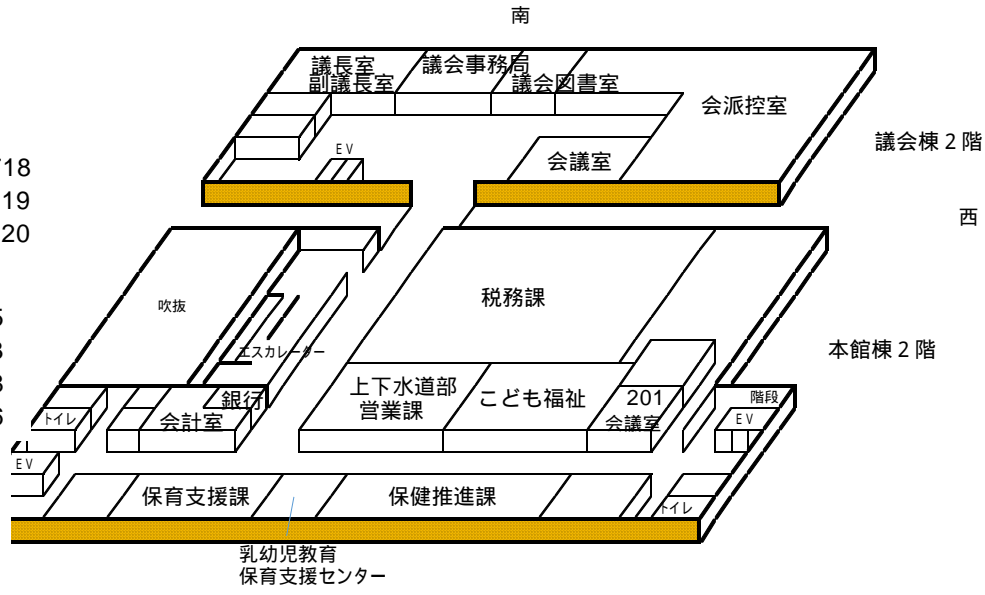 南
議長室
副議長室
議会事務局
議会図書室
会派控室
EV
会議室
議会棟2階
718
19
20
西
吹抜
税務課
エスカレーター
本館棟2階
トイレ
銀行
会計室
上下水道部
営業課
こども福祉
201
会議室
階段
EV
EV
保育支援課
保健推進課
トイレ
乳幼児教育
保育支援センター